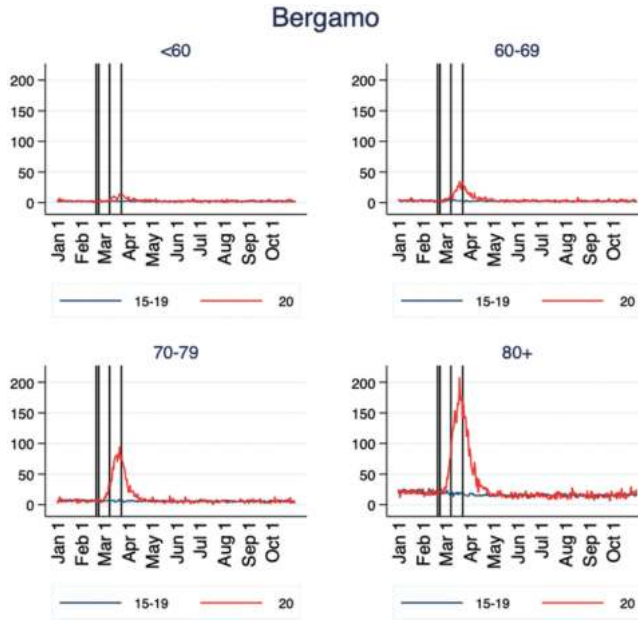 Bergamo
<60
200
150
100
50
0
Jan 1
Feb 1
Mar 1
Apr 1
May 1
Jun 1
Jul 1
Aug 1
Sep 1
Oct 1
15-19 20
60-69
200
150
100
50
0
Jan 1
Feb 1
Mar 1
Apr 1
May 1
Jun 1
Jul 1
Aug 1
Sep 1
Oct 1
15-19 20
70-79
200
150
100
50
0
Jan 1
Feb 1
Mar 1
Apr 1
May 1
Jun 1
Jul 1
Aug 1
Sep 1
Oct 1
15-19 20
80+
200
150
100
50
0
Jan 1
Feb 1
Mar 1
Apr 1
May 1
Jun 1
Jul 1
Aug 1
Sep 1
Oct 1
15-19 20